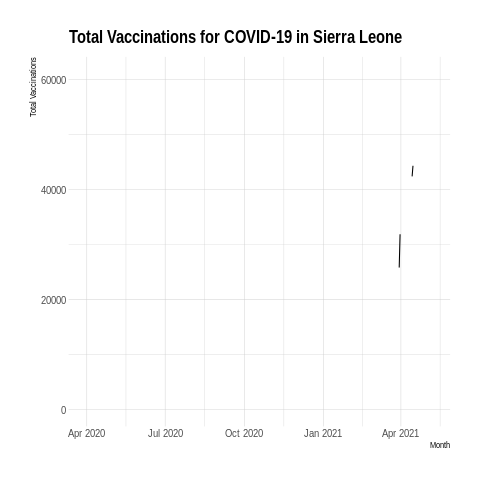 Total Vaccinations for COVID-19 in Sierra Leone
Total Vaccinations
60000
40000
20000
0
Apr 2020 Jul 2020 Oct 2020 Jan 2021 Apr 2021
Month